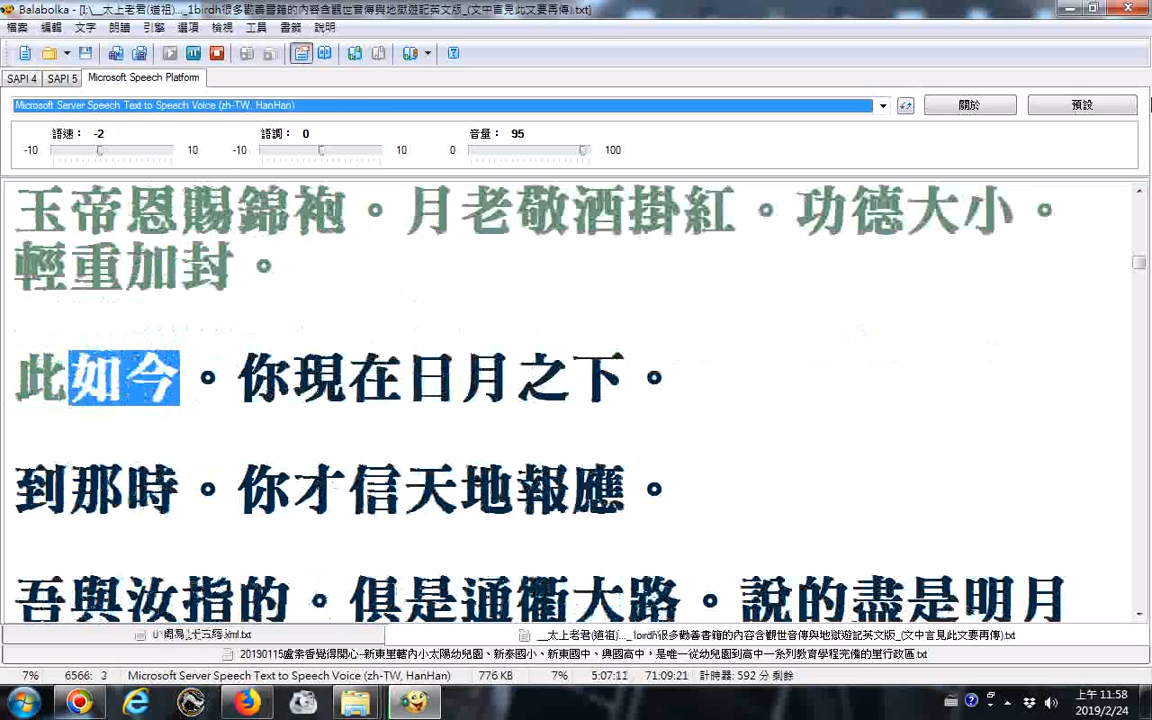 Balabolka - [I:\__太上老君(道祖)..._1birdh很多勸善書籍的內容含觀世音傳與地獄遊記英文版_(文中言見此文要再傳).txt]
檔案 編輯 文字 朗讀 引擎 選項 檢視 工具 書籤 說明
SAPI 4 SAPI 5 Microsoft Speech Platform
Microsoft Server Speech Text to Speech Voice (zh-TW, HanHan) 關於 預設
語速： -2 語調： 0 音量： 95
-10 10 -10 10 0 100
玉帝恩賜錦袍。月老敬酒掛紅。功德大小。
輕重加封。
此如今。你現在日月之下。
到那時。你才信天地報應。
吾與汝指的。俱是通衢大路。說的盡是明月
__太上老君(道祖)..._1birdh很多勸善書籍的內容含觀世音傳與地獄遊記英文版_(文中言見此文要再傳).txt
20190115盧素香覺得開心--新東里轄內小太陽幼兒園、新泰國小、新東國中、興國高中，是唯一從幼兒園到高中一系列教育學程完備的里行政區.txt
7% 6566: 3 Microsoft Server Speech Text to Speech Voice (zh-TW, HanHan) 776 KB 7% 5:07:11 71:09:21 計時器: 592 分 剩餘
上午 11:58
2019/2/24